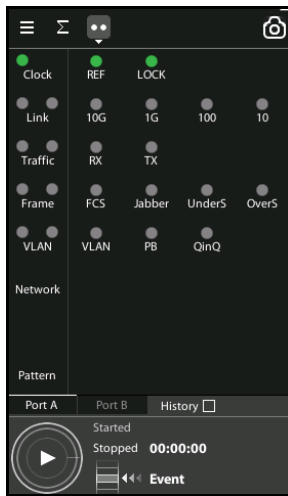 Σ
Clock REF LOCK
Link 10G 1G 100 10
Traffic RX TX
Frame FCS Jabber UnderS OverS
VLAN VLAN PB QinQ
Network
Pattern
Port A Port B History
Started
Stopped 00:00:00
Event